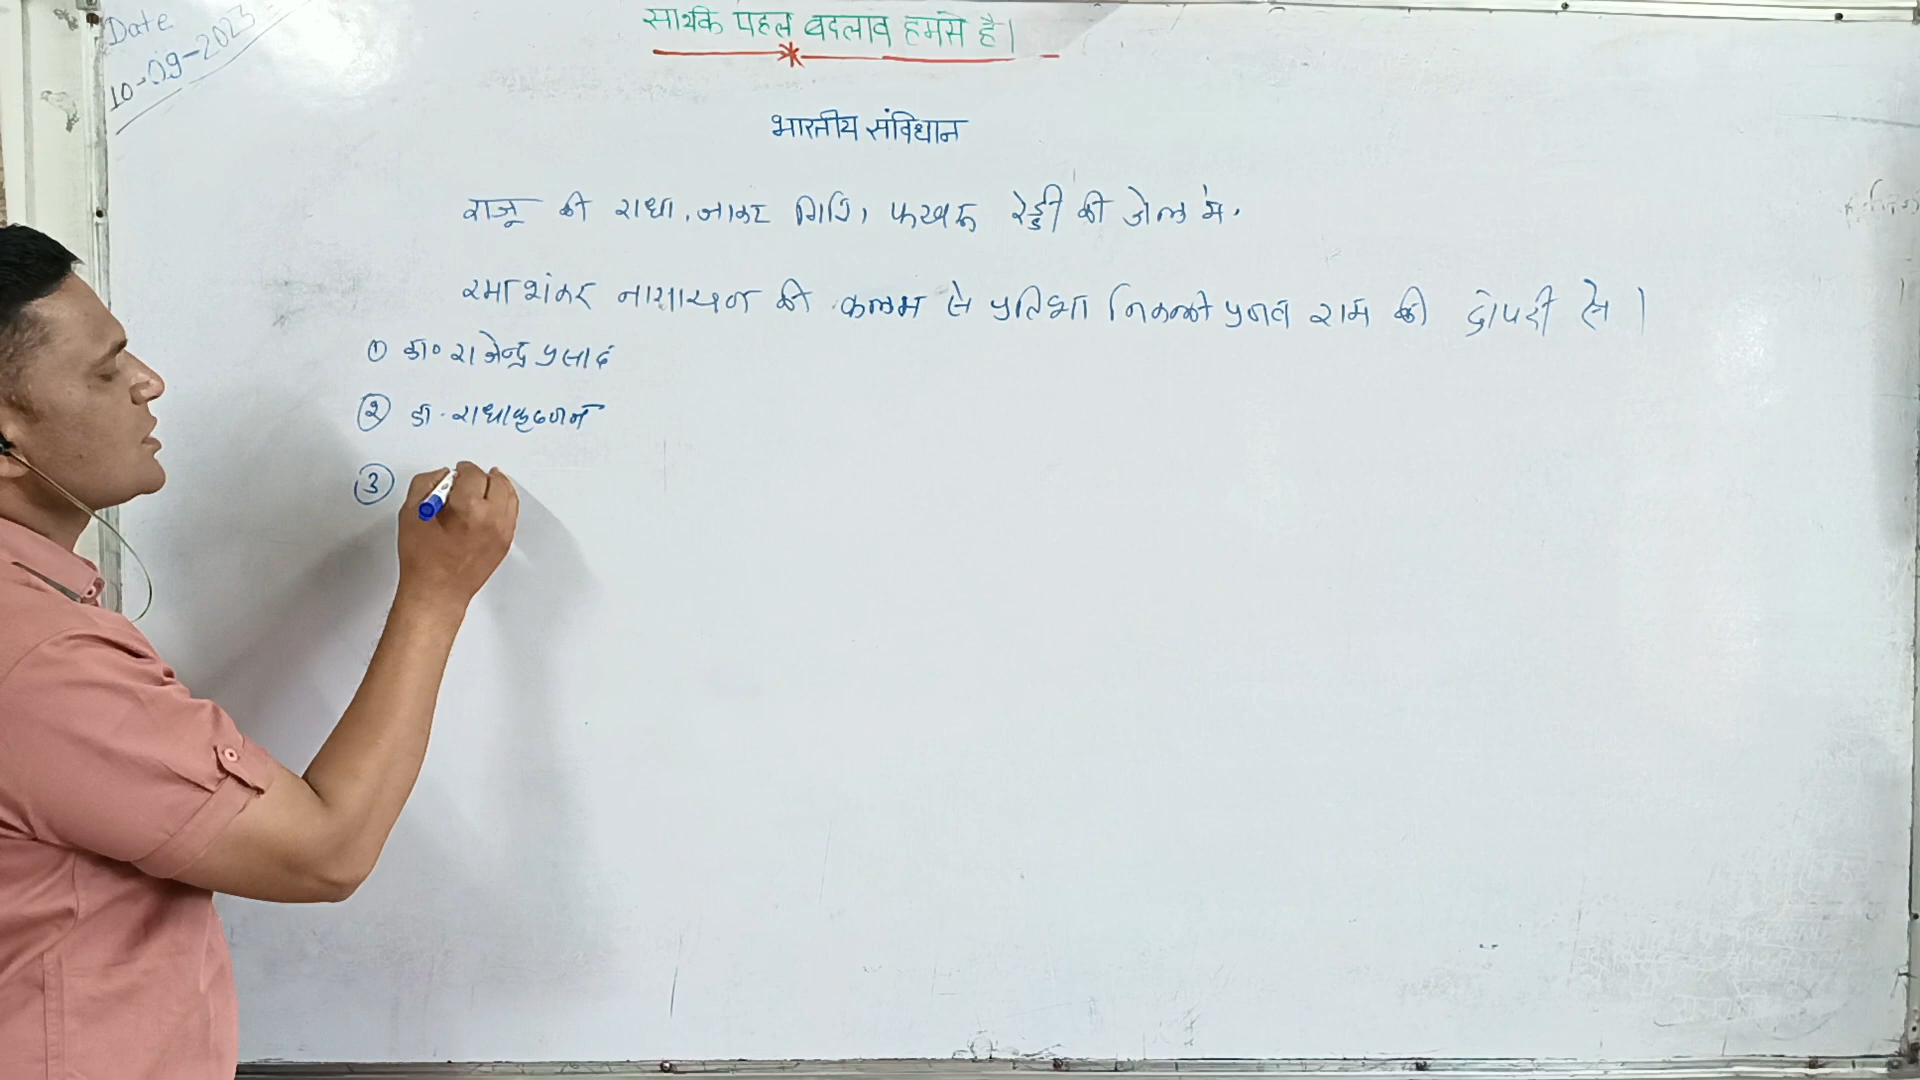 Date
10-09-2023
सार्थक पहल बदलाव हमसे है।
भारतीय संविधान
राजू की राधा, जाकर गिरि, फखरु रेड्डी की जेल में,
रमाशंकर नारायण की कलम से प्रतिभा निकली प्रणव राम की द्रोपदी से।
① डा० राजेन्द्र प्रसाद
② डा. राधाकृष्णन
③